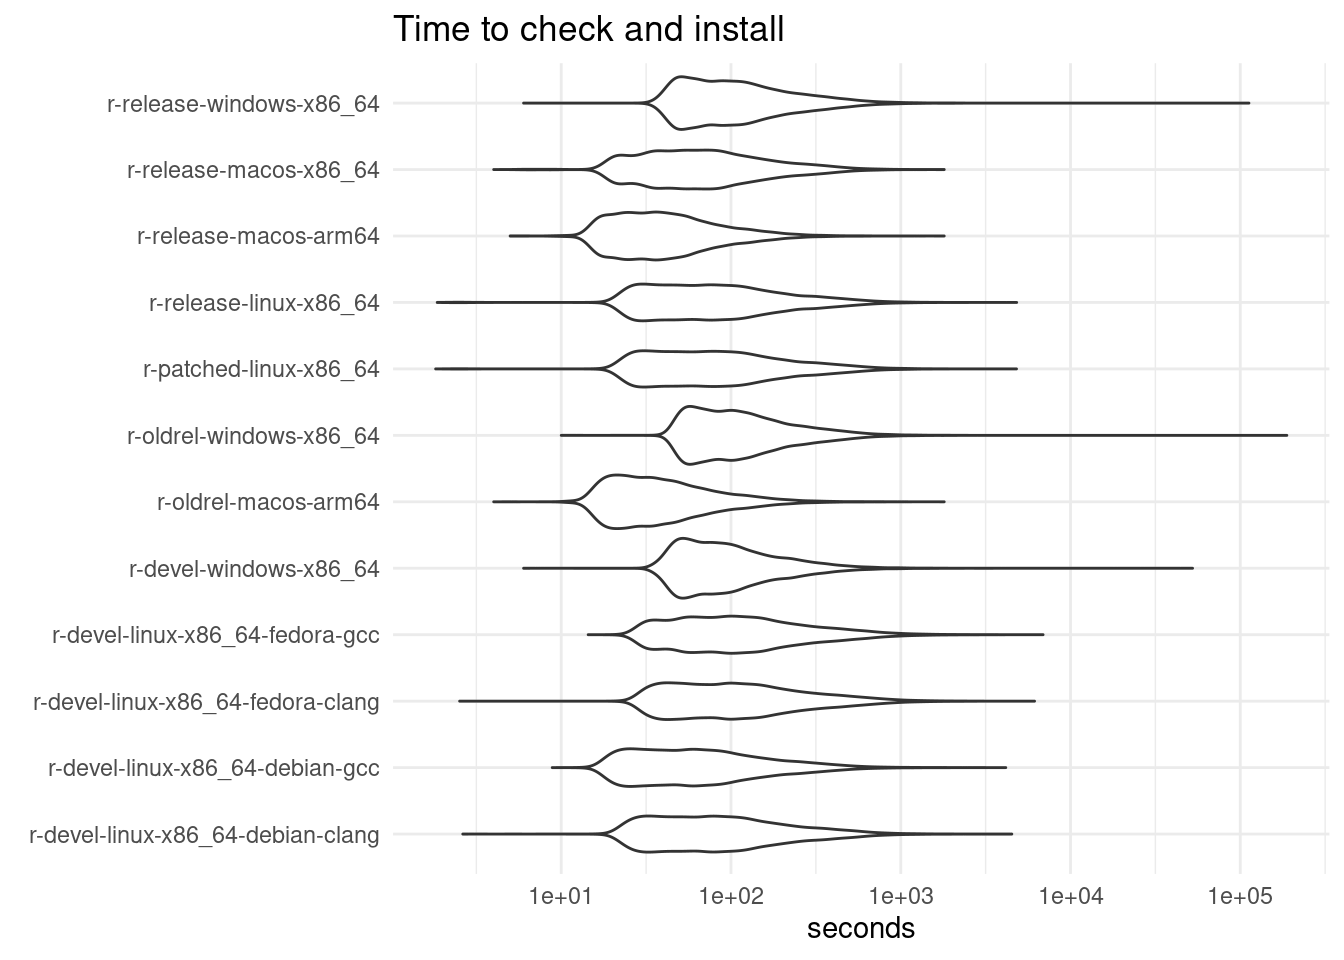 Time to check and install
r-release-windows-x86_64
r-release-macos-x86_64
r-release-macos-arm64
r-release-linux-x86_64
r-patched-linux-x86_64
r-oldrel-windows-x86_64
r-oldrel-macos-arm64
r-devel-windows-x86_64
r-devel-linux-x86_64-fedora-gcc
r-devel-linux-x86_64-fedora-clang
r-devel-linux-x86_64-debian-gcc
r-devel-linux-x86_64-debian-clang
1e+01 1e+02 1e+03 1e+04 1e+05
seconds